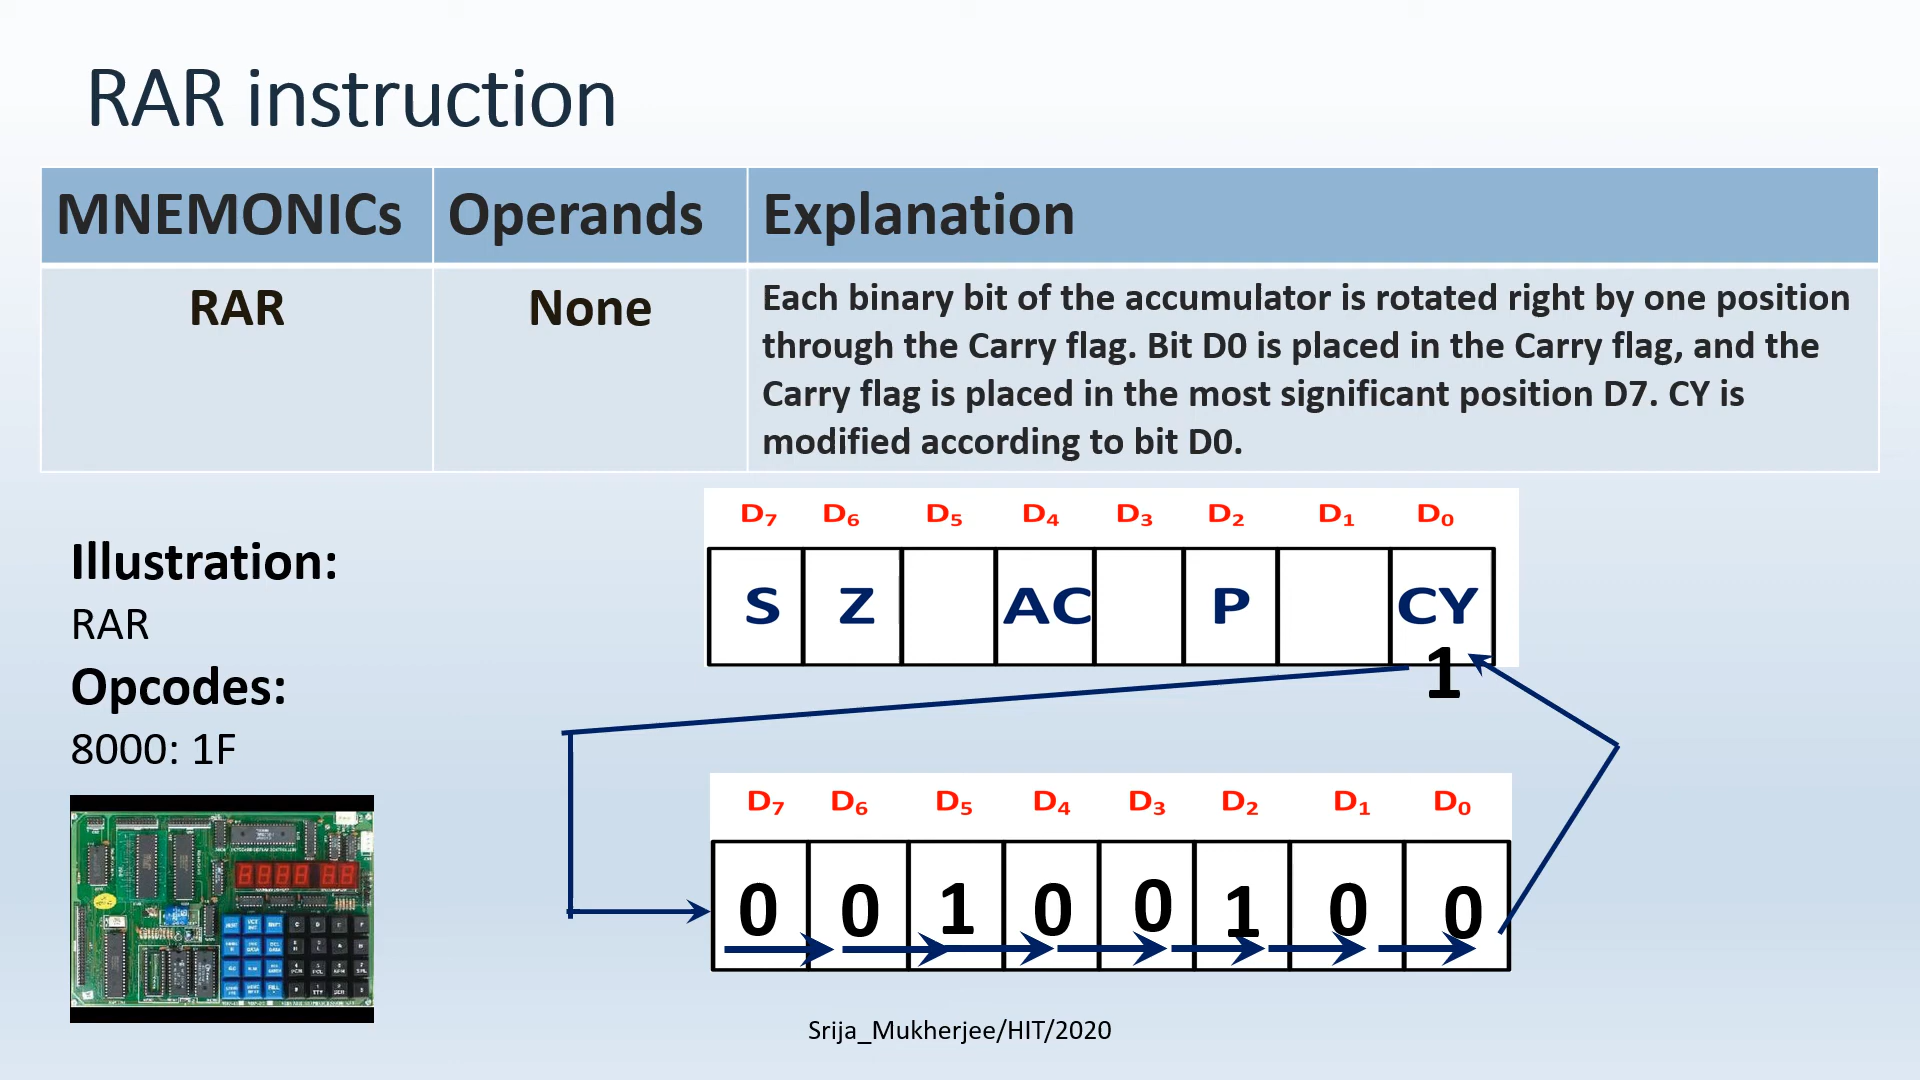 RAR instruction
MNEMONICs Operands Explanation
RAR None Each binary bit of the accumulator is rotated right by one position
through the Carry flag. Bit D0 is placed in the Carry flag, and the
Carry flag is placed in the most significant position D7. CY is
modified according to bit D0.
D7 D6 D5 D4 D3 D2 D1 D0
S Z AC P CY
1
Illustration:
RAR
Opcodes:
8000: 1F
D7 D6 D5 D4 D3 D2 D1 D0
0 0 1 0 0 1 0 0
Srija_Mukherjee/HIT/2020